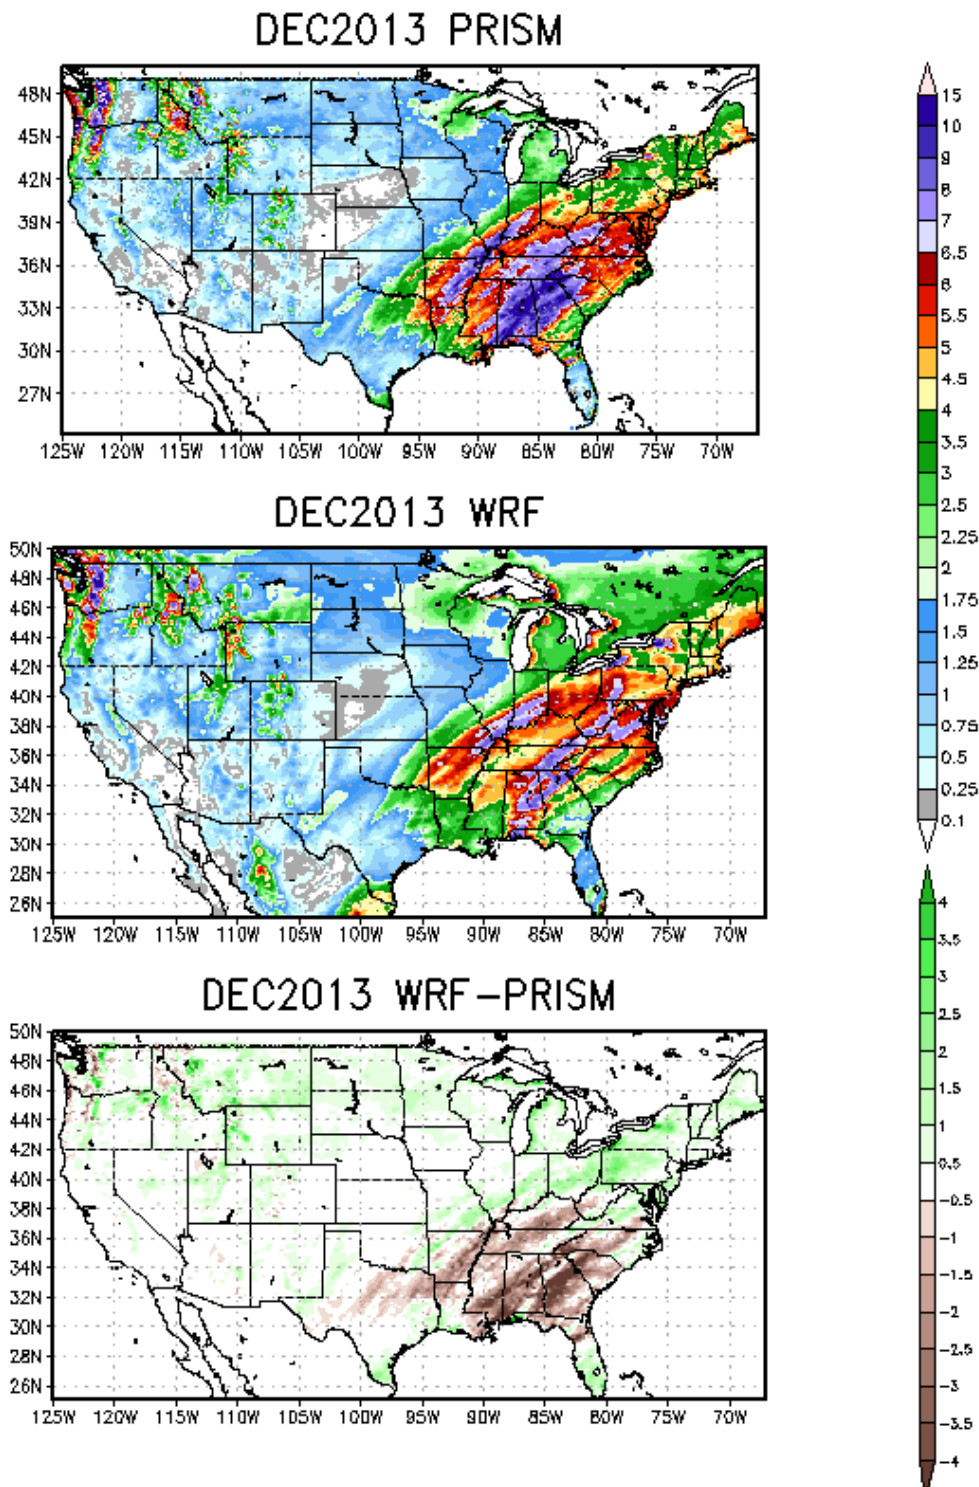 DEC2013 PRISM
48N
45N
42N
39N
36N
33N
30N
27N
125W 120W 115W 110W 105W 100W 95W 90W 85W 80W 75W 70W
DEC2013 WRF
50N
48N
46N
44N
42N
40N
38N
36N
34N
32N
30N
28N
26N
125W 120W 115W 110W 105W 100W 95W 90W 85W 80W 75W 70W
DEC2013 WRF-PRISM
50N
48N
46N
44N
42N
40N
38N
36N
34N
32N
30N
28N
26N
125W 120W 115W 110W 105W 100W 95W 90W 85W 80W 75W 70W
15
10
9
8
7
6.5
6
5
4.5
4
3.5
3
2.5
2.25
2
1.75
1.5
1.25
1
0.75
0.5
0.25
0.1
4
3.5
3
2.5
2
1.5
1
0.5
-0.5
-1
-1.5
-2
-2.5
-3
-3.5
-4